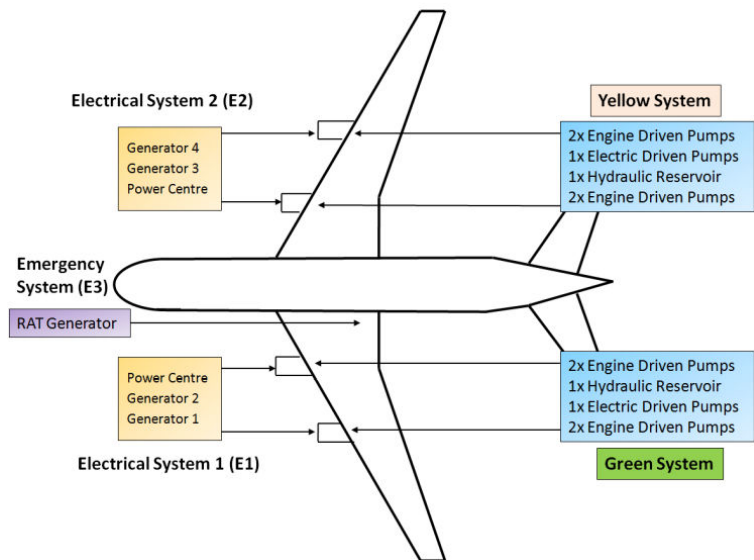 Electrical System 2 (E2)
Generator 4
Generator 3
Power Centre
Yellow System
2x Engine Driven Pumps
1x Electric Driven Pumps
1x Hydraulic Reservoir
2x Engine Driven Pumps
Emergency
System (E3)
RAT Generator
Power Centre
Generator 2
Generator 1
Electrical System 1 (E1)
2x Engine Driven Pumps
1x Hydraulic Reservoir
1x Electric Driven Pumps
2x Engine Driven Pumps
Green System